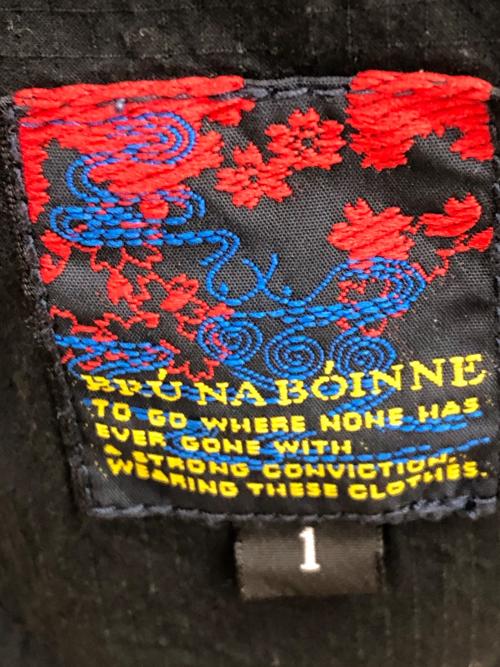 BRÚ NA BÓINNE
TO GO WHERE NONE HAS
EVER GONE WITH
A STRONG CONVICTION.
WEARING THESE CLOTHES.
1